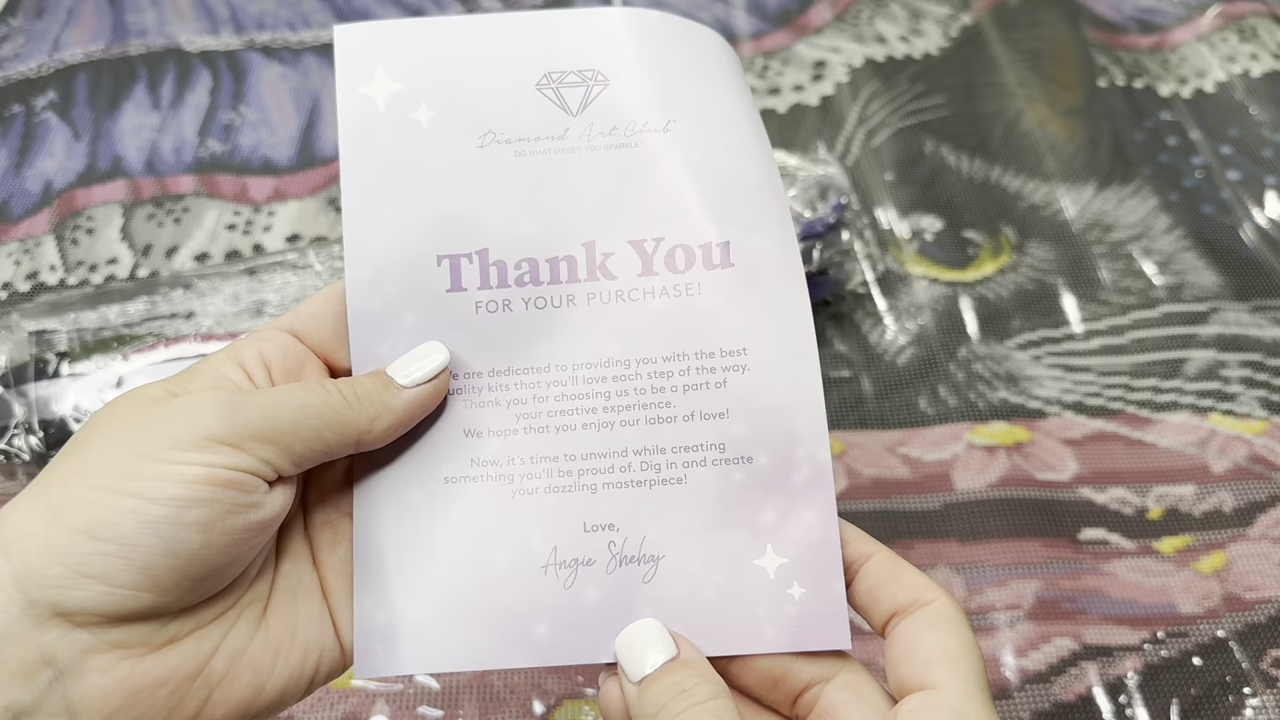 Diamond Art Club®
DO WHAT MAKES YOU SPARKLE®
Thank You
FOR YOUR PURCHASE!
are dedicated to providing you with the best
kits that you'll love each step of the way.
Thank you for choosing us to be a part of
your creative experience.
We hope that you enjoy our labor of love!
Now, it's time to unwind while creating
something you'll be proud of. Dig in and create
your dazzling masterpiece!
Love,
Angie Shehaj